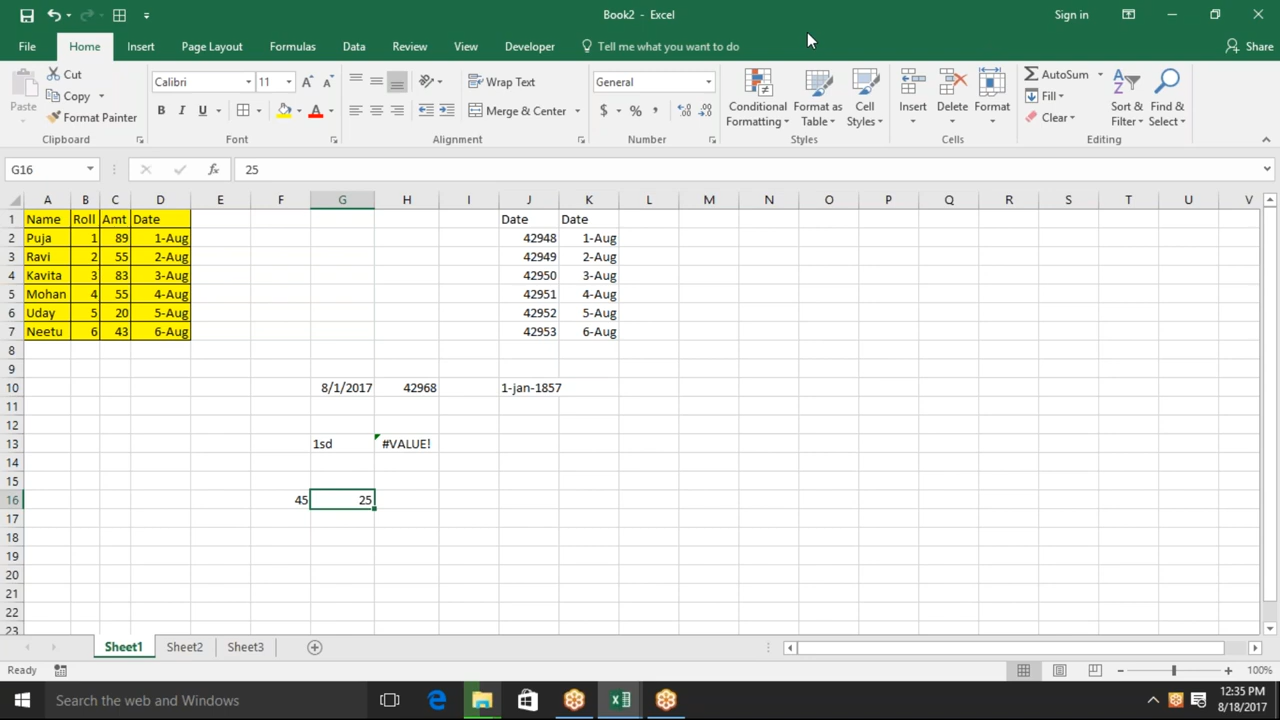 Book2 - Excel
Sign in
File Home Insert Page Layout Formulas Data Review View Developer Tell me what you want to do Share
Paste Cut Copy Format Painter
Calibri 11
B I U A
Wrap Text
Merge & Center
General
$ % ,
Conditional Formatting
Format as Table
Cell Styles
Insert
Delete
Format
AutoSum
Fill
Clear
Sort & Filter
Find & Select
Clipboard Font Alignment Number Styles Cells Editing
G16 fx 25
A B C D E F G H I J K L M N O P Q R S T U V
1 Name Roll Amt Date Date Date
2 Puja 1 89 1-Aug 42948 1-Aug
3 Ravi 2 55 2-Aug 42949 2-Aug
4 Kavita 3 83 3-Aug 42950 3-Aug
5 Mohan 4 55 4-Aug 42951 4-Aug
6 Uday 5 20 5-Aug 42952 5-Aug
7 Neetu 6 43 6-Aug 42953 6-Aug
8
9
10 8/1/2017 42968 1-jan-1857
11
12
13 1sd #VALUE!
14
15
16 45 25
17
18
19
20
21
22
23
Sheet1 Sheet2 Sheet3
Ready 100%
Search the web and Windows
12:35 PM
8/18/2017